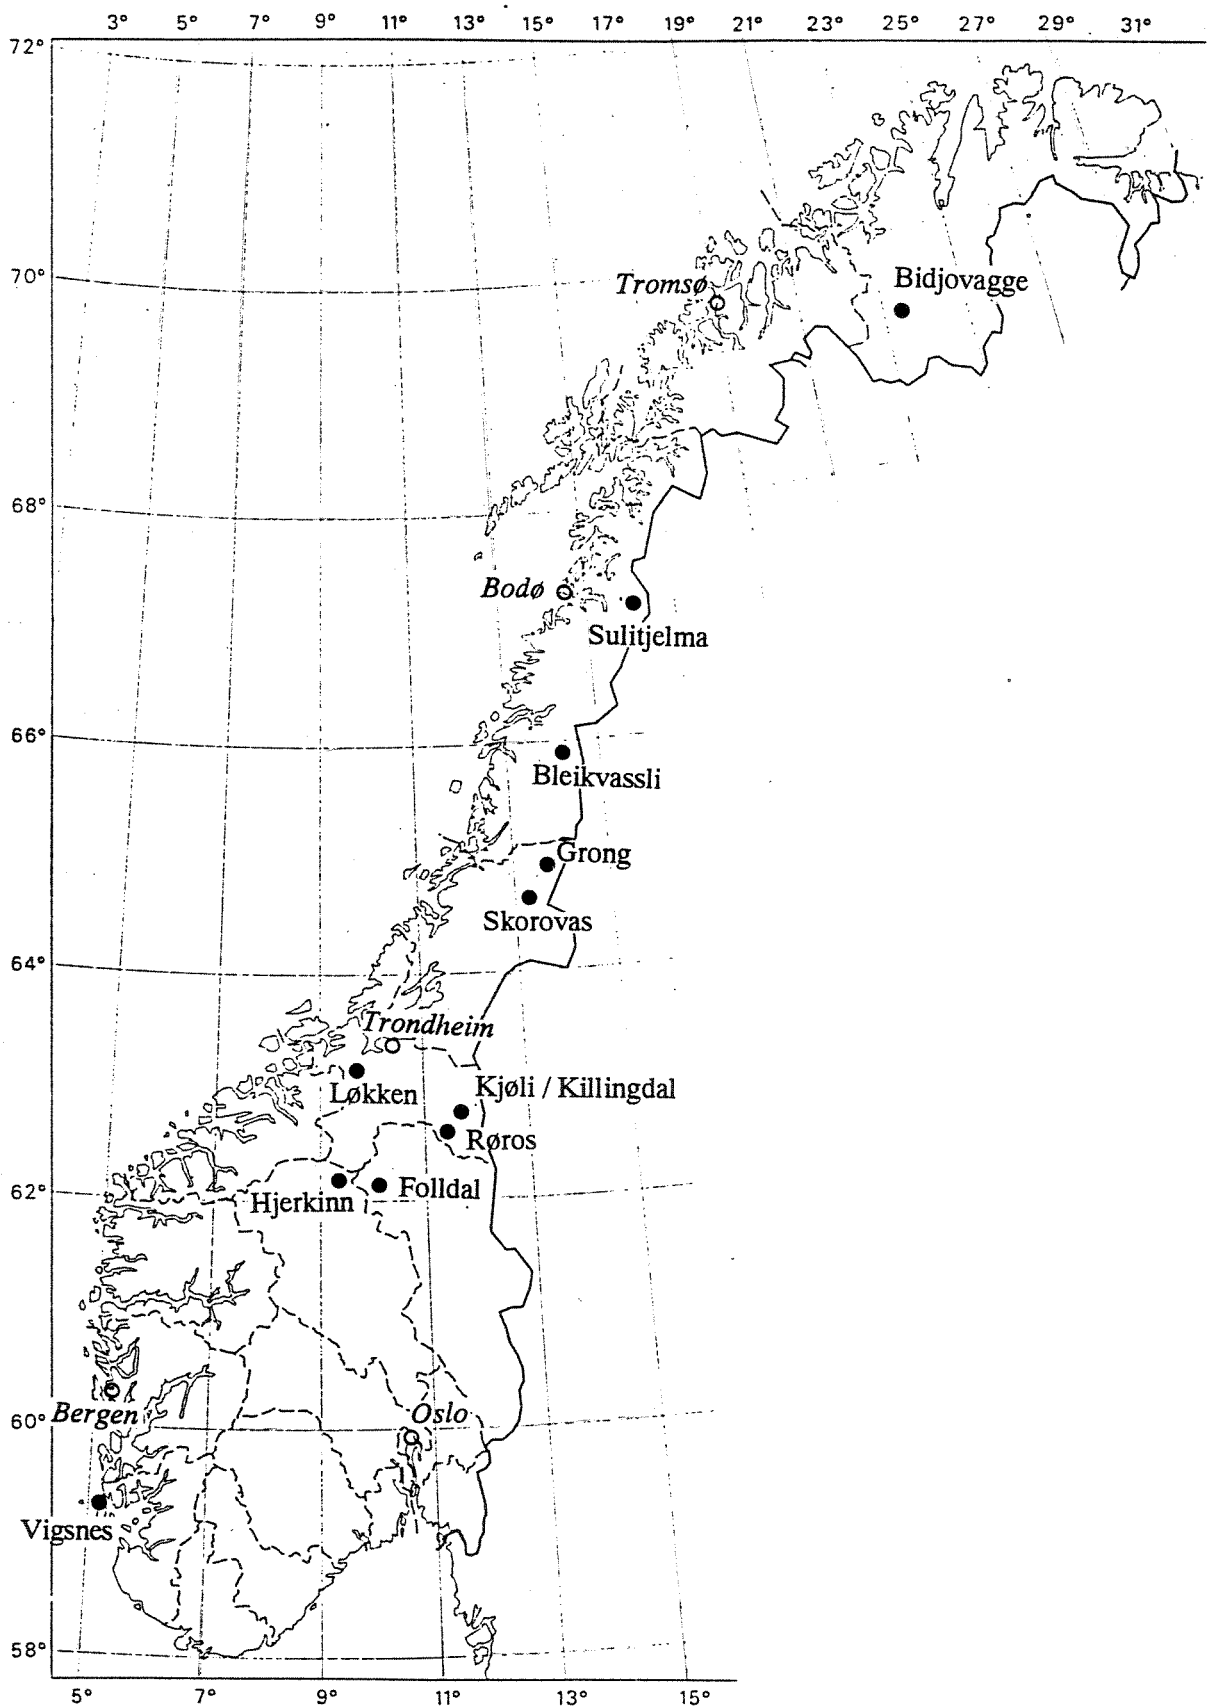 3° 5° 7° 9° 11° 13° 15° 17° 19° 21° 23° 25° 27° 29° 31°
72°
70°
Tromsø
Bidjovagge
68°
Bodø
Sulitjelma
66°
Bleikvassli
Grong
Skorovas
64°
Trondheim
Løkken
Kjøli / Killingdal
Røros
62°
Hjerkinn
Folldal
60°
Bergen
Oslo
Vigsnes
58°
5° 7° 9° 11° 13° 15°